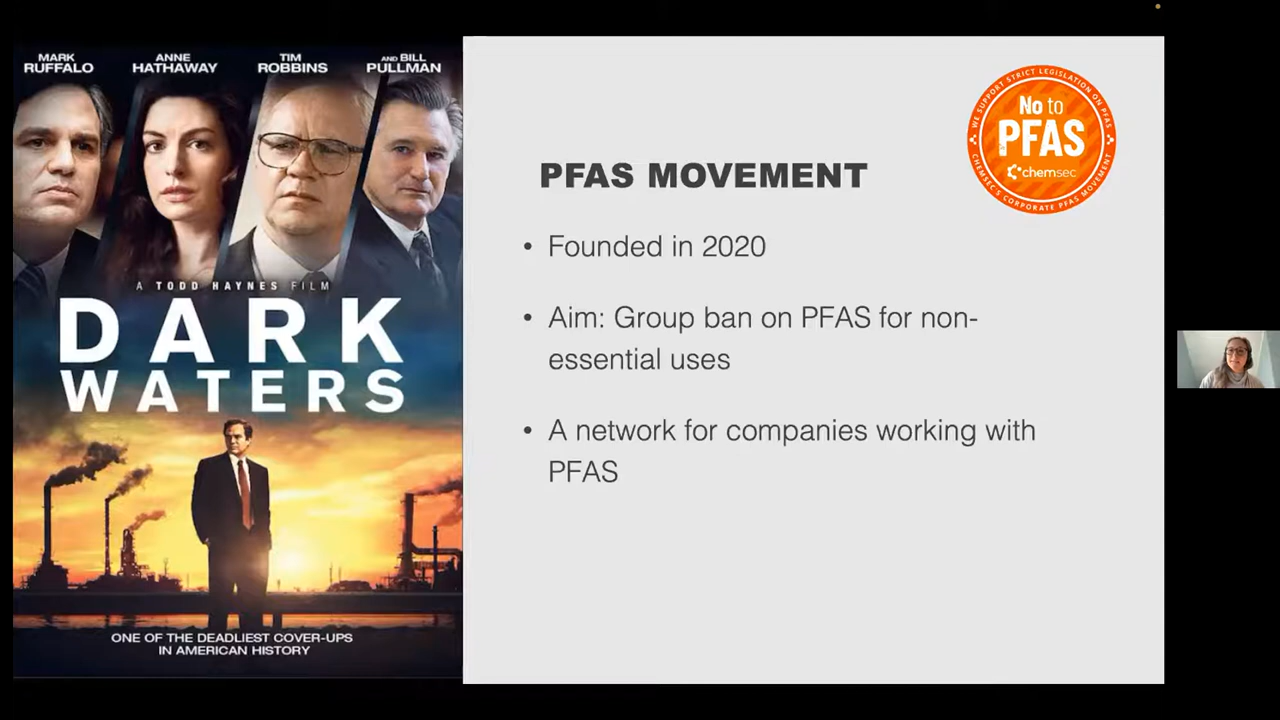 MARK ANNE TIM AND BILL
RUFFALO HATHAWAY ROBBINS PULLMAN
A TODD HAYNES FILM
DARK
WATERS
ONE OF THE DEADLIEST COVER-UPS
IN AMERICAN HISTORY
WE SUPPORT STRICT LEGISLATION ON PFAS
No to
PFAS
chemsec
CHEMSEC'S CORPORATE PFAS MOVEMENT
PFAS MOVEMENT
• Founded in 2020
• Aim: Group ban on PFAS for non-
essential uses
• A network for companies working with
PFAS